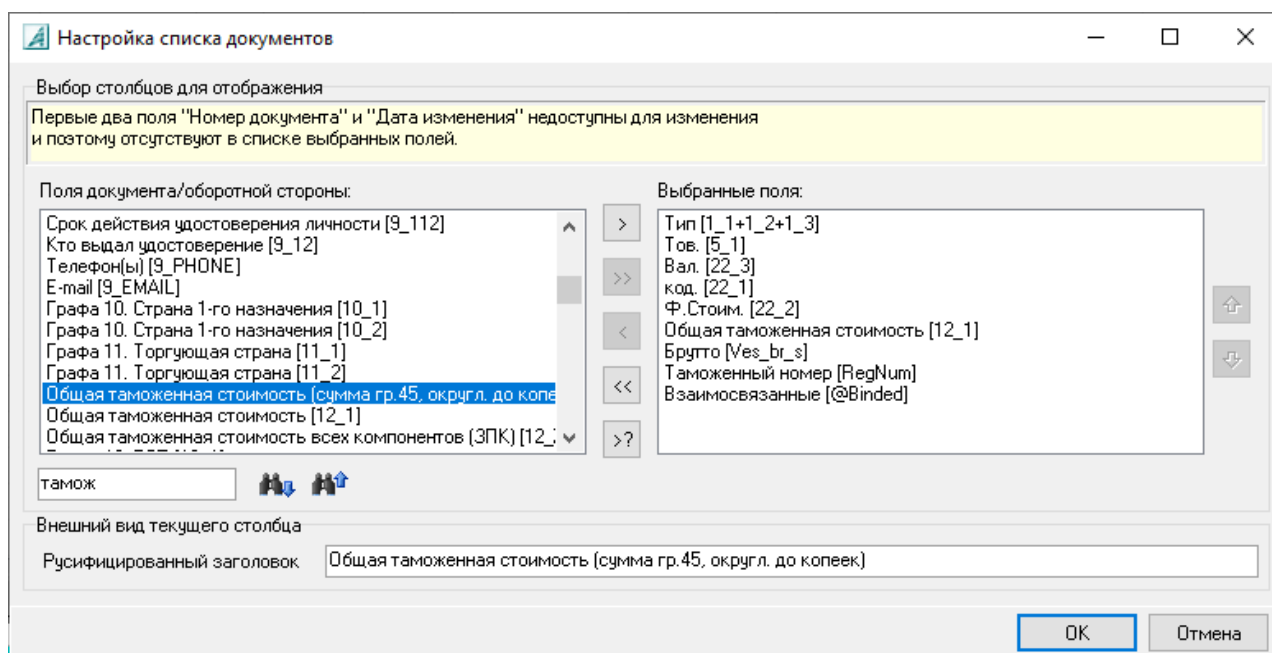 Настройка списка документов
Выбор столбцов для отображения
Первые два поля "Номер документа" и "Дата изменения" недоступны для изменения
и поэтому отсутствуют в списке выбранных полей.
Поля документа/оборотной стороны:
Срок действия удостоверения личности [9_112]
Кто выдал удостоверение [9_12]
Телефон(ы) [9_PHONE]
E-mail [9_EMAIL]
Графа 10. Страна 1-го назначения [10_1]
Графа 10. Страна 1-го назначения [10_2]
Графа 11. Торгующая страна [11_1]
Графа 11. Торгующая страна [11_2]
Общая таможенная стоимость (сумма гр.45, округл. до копе
Общая таможенная стоимость [12_1]
Общая таможенная стоимость всех компонентов (ЗПК) [12_
>
>>
<
<<
>?
Выбранные поля:
Тип [1_1+1_2+1_3]
Тов. [5_1]
Вал. [22_3]
код. [22_1]
Ф.Стоим. [22_2]
Общая таможенная стоимость [12_1]
Брутто [Ves_br_s]
Таможенный номер [RegNum]
Взаимосвязанные [@Binded]
тамож
Внешний вид текущего столбца
Русифицированный заголовок
Общая таможенная стоимость (сумма гр.45, округл. до копеек)
OK
Отмена